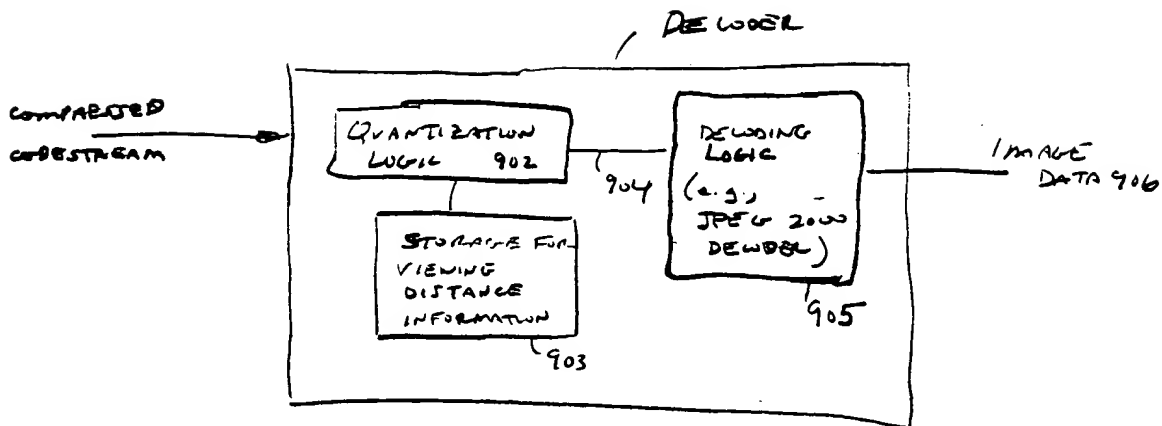 DECODER
COMPRESSED
CODESTREAM
QUANTIZATION
LOGIC 902
904
STORAGE FOR
VIEWING
DISTANCE
INFORMATION
903
DECODING
LOGIC
(e.g.,
JPEG 2000
DECODER)
905
IMAGE
DATA 906